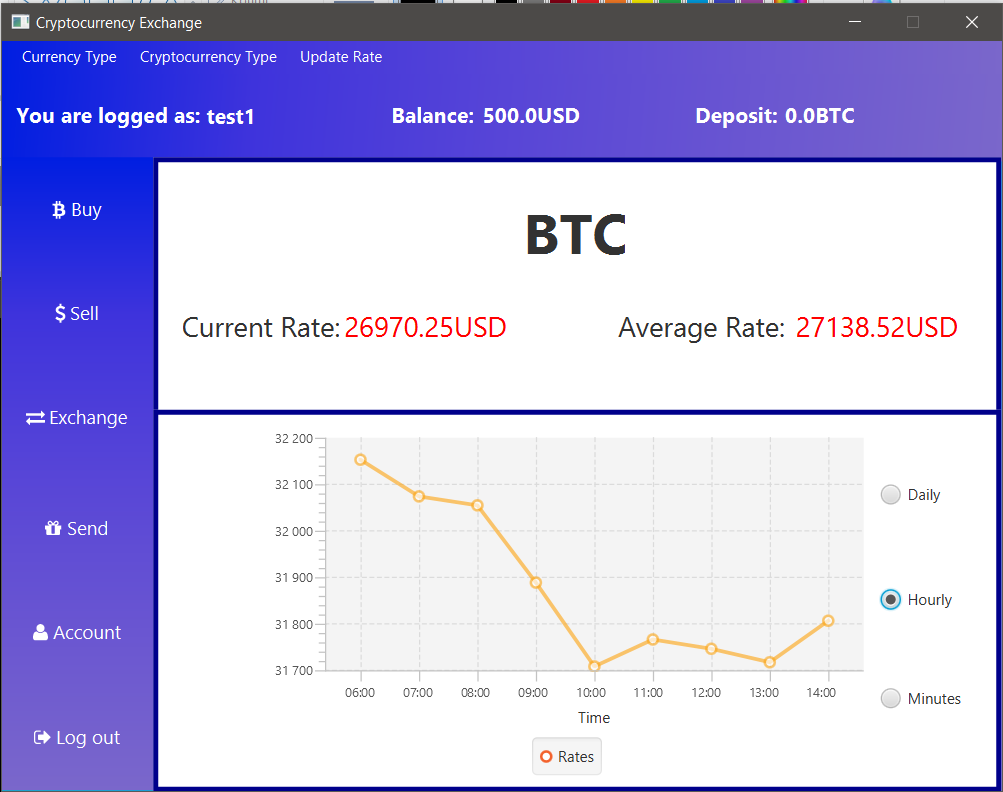 Cryptocurrency Exchange
Currency Type Cryptocurrency Type Update Rate
You are logged as: test1 Balance: 500.0USD Deposit: 0.0BTC
Buy
Sell
Exchange
Send
Account
Log out
BTC
Current Rate: 26970.25USD Average Rate: 27138.52USD
32 200
32 100
32 000
31 900
31 800
31 700
06:00 07:00 08:00 09:00 10:00 11:00 12:00 13:00 14:00
Time
Rates
Daily
Hourly
Minutes